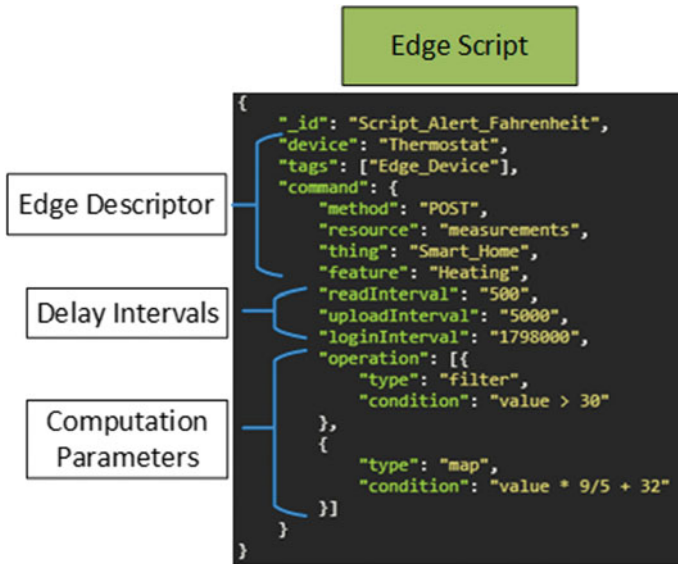 Edge Script
{
"_id": "Script_Alert_Fahrenheit",
"device": "Thermostat",
"tags": ["Edge_Device"],
"command": {
"method": "POST",
"resource": "measurements",
"thing": "Smart_Home",
"feature": "Heating",
"readInterval": "500",
"uploadInterval": "5000",
"loginInterval": "1798000",
"operation": [{
"type": "filter",
"condition": "value > 30"
},
{
"type": "map",
"condition": "value * 9/5 + 32"
}]
}
}
Edge Descriptor
Delay Intervals
Computation
Parameters